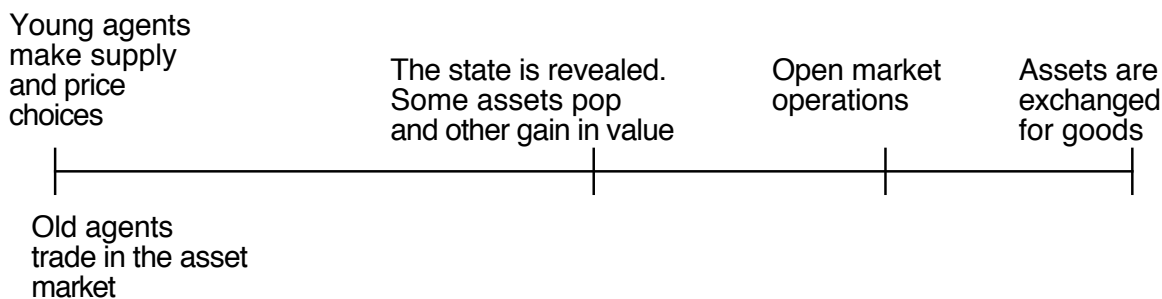 Young agents
make supply
and price
choices
The state is revealed.
Some assets pop
and other gain in value
Open market
operations
Assets are
exchanged
for goods
Old agents
trade in the asset
market